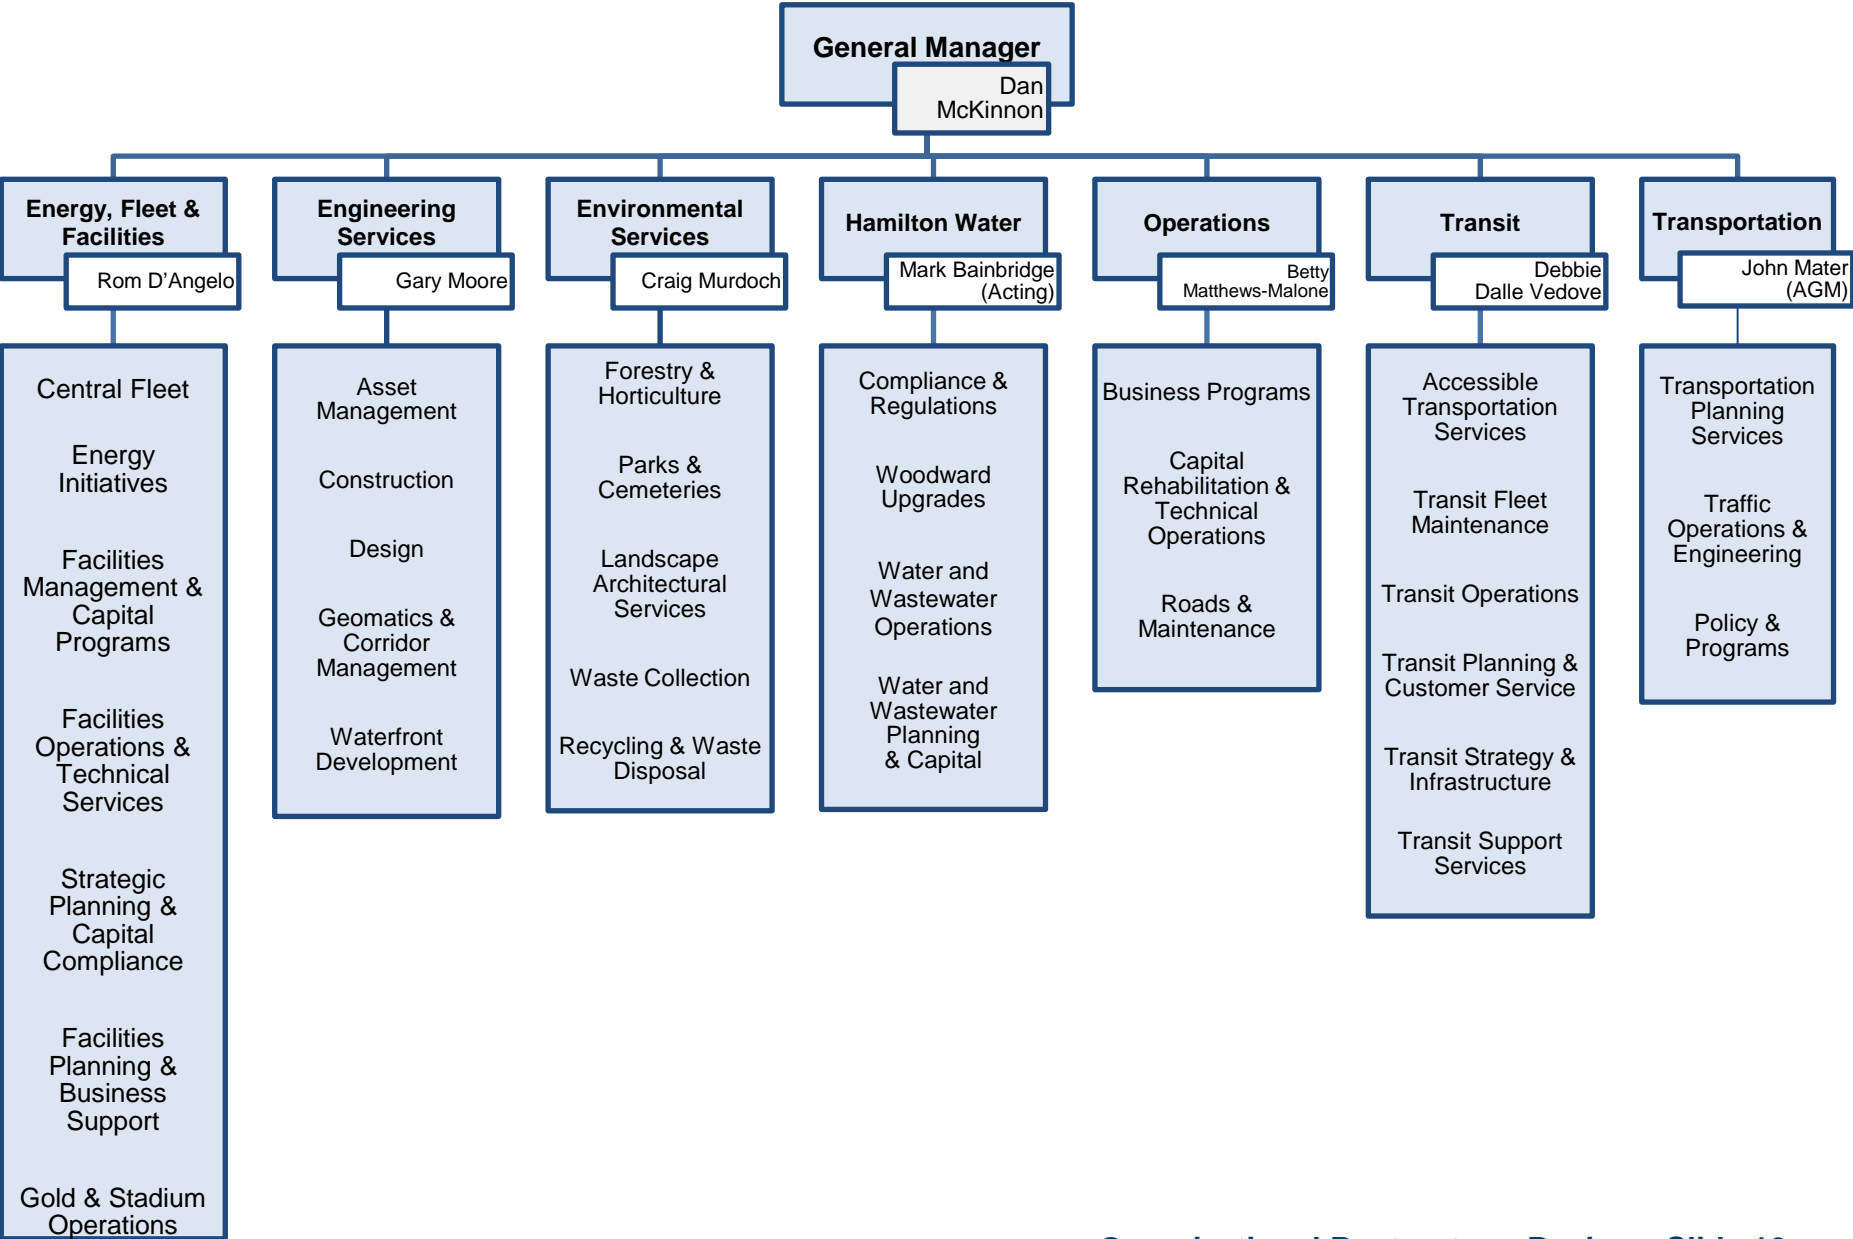 General Manager
Dan
McKinnon
Energy, Fleet &
Facilities
Rom D’Angelo
Engineering
Services
Gary Moore
Environmental
Services
Craig Murdoch
Hamilton Water
Mark Bainbridge
(Acting)
Operations
Betty
Matthews-Malone
Transit
Debbie
Dalle Vedove
Transportation
John Mater
(AGM)
Central Fleet
Energy
Initiatives
Facilities
Management &
Capital
Programs
Facilities
Operations &
Technical
Services
Strategic
Planning &
Capital
Compliance
Facilities
Planning &
Business
Support
Gold & Stadium
Operations
Asset
Management
Construction
Design
Geomatics &
Corridor
Management
Waterfront
Development
Forestry &
Horticulture
Parks &
Cemeteries
Landscape
Architectural
Services
Waste Collection
Recycling & Waste
Disposal
Compliance &
Regulations
Woodward
Upgrades
Water and
Wastewater
Operations
Water and
Wastewater
Planning
& Capital
Business Programs
Capital
Rehabilitation &
Technical
Operations
Roads &
Maintenance
Accessible
Transportation
Services
Transit Fleet
Maintenance
Transit Operations
Transit Planning &
Customer Service
Transit Strategy &
Infrastructure
Transit Support
Services
Transportation
Planning
Services
Traffic
Operations &
Engineering
Policy &
Programs